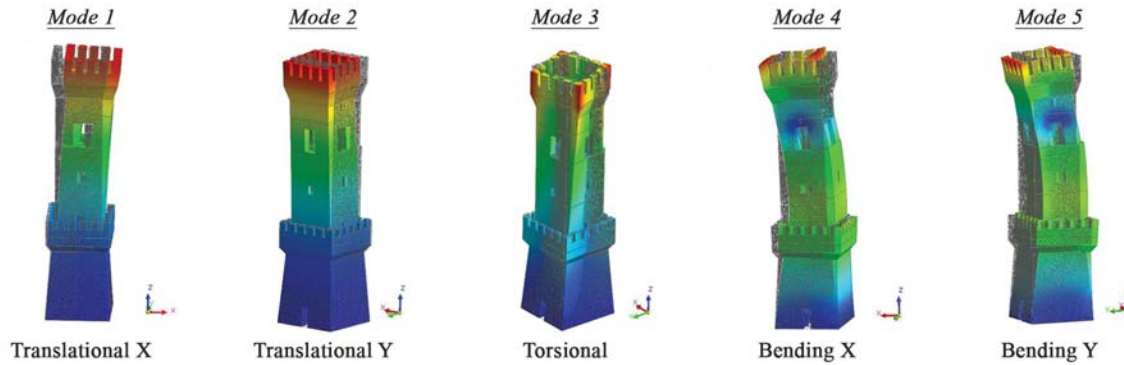 Mode 1 Mode 2 Mode 3 Mode 4 Mode 5
Z X Z X Z X Z X
Translational X Translational Y Torsional Bending X Bending Y